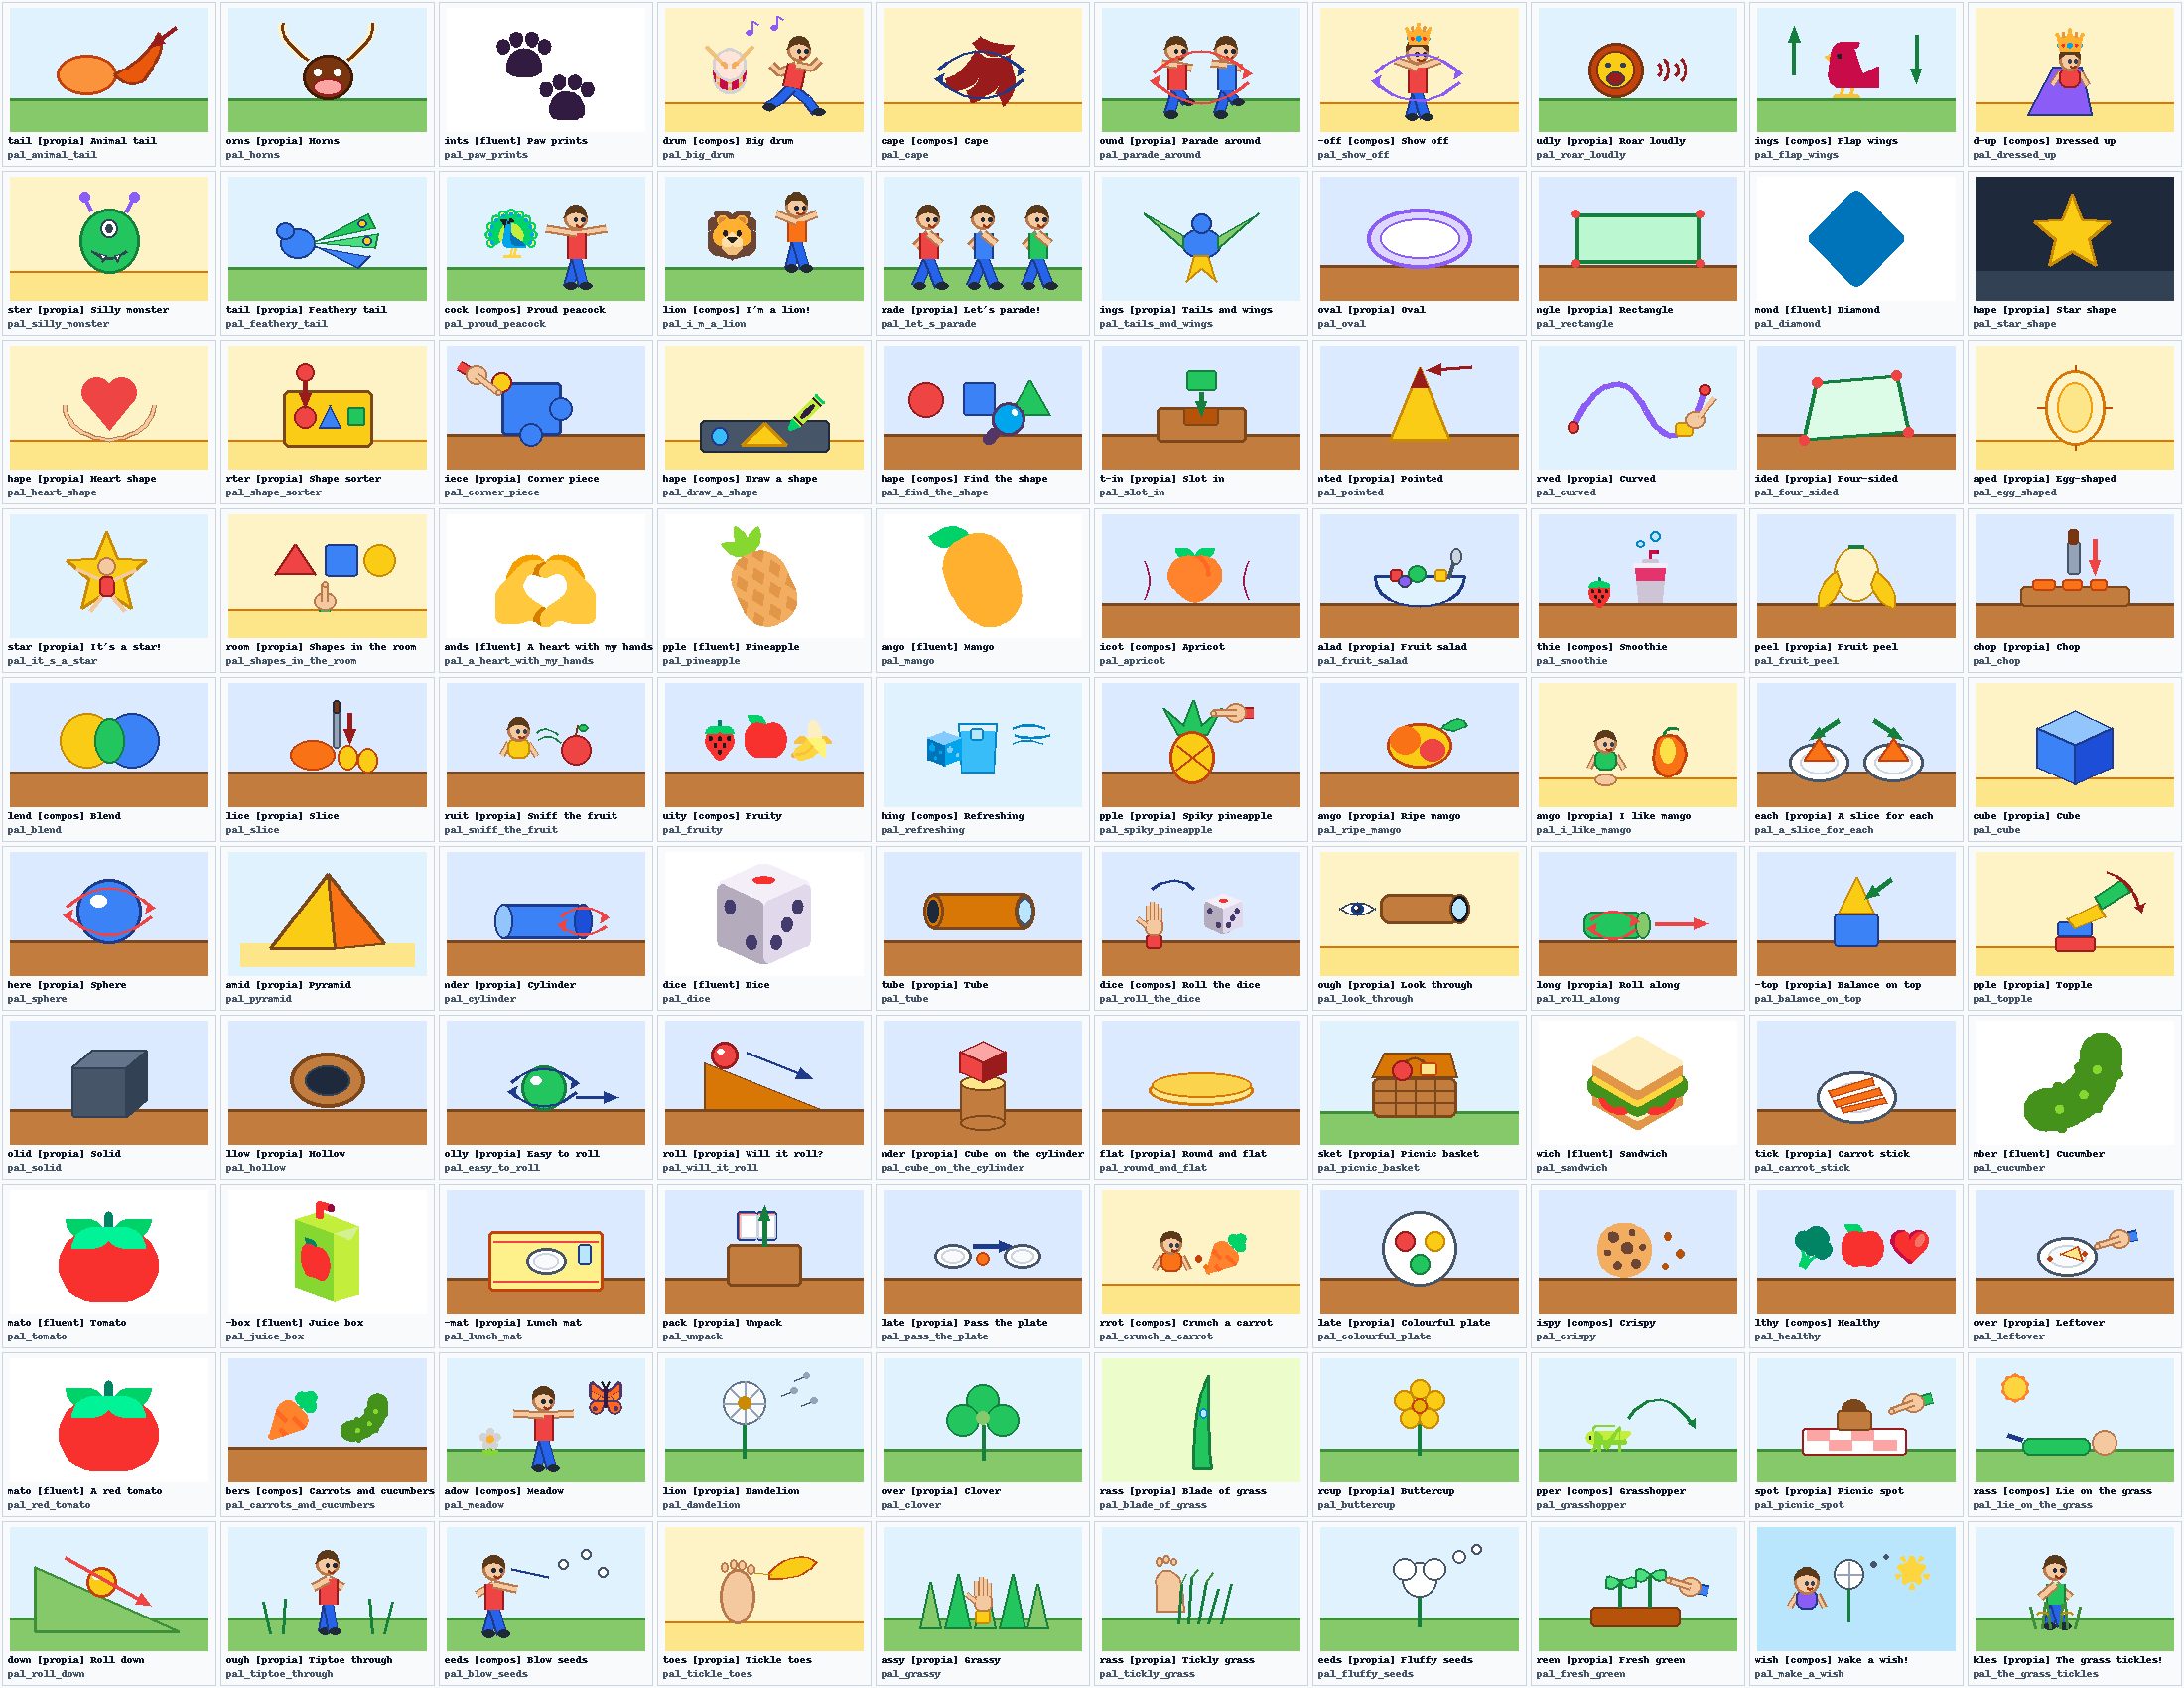 tail [propia] Animal tail
pal_animal_tail
orns [propia] Horns
pal_horns
ints [fluent] Paw prints
pal_paw_prints
drum [compos] Big drum
pal_big_drum
cape [compos] Cape
pal_cape
ound [propia] Parade around
pal_parade_around
-off [compos] Show off
pal_show_off
udly [propia] Roar loudly
pal_roar_loudly
ings [compos] Flap wings
pal_flap_wings
d-up [compos] Dressed up
pal_dressed_up
ster [propia] Silly monster
pal_silly_monster
tail [propia] Feathery tail
pal_feathery_tail
cock [compos] Proud peacock
pal_proud_peacock
lion [compos] I'm a lion!
pal_i_m_a_lion
rade [propia] Let's parade!
pal_let_s_parade
ings [propia] Tails and wings
pal_tails_and_wings
oval [propia] Oval
pal_oval
ngle [propia] Rectangle
pal_rectangle
mond [fluent] Diamond
pal_diamond
hape [propia] Star shape
pal_star_shape
hape [propia] Heart shape
pal_heart_shape
rter [propia] Shape sorter
pal_shape_sorter
iece [propia] Corner piece
pal_corner_piece
hape [compos] Draw a shape
pal_draw_a_shape
hape [compos] Find the shape
pal_find_the_shape
t-in [propia] Slot in
pal_slot_in
nted [propia] Pointed
pal_pointed
rved [propia] Curved
pal_curved
ided [propia] Four-sided
pal_four_sided
aped [propia] Egg-shaped
pal_egg_shaped
star [propia] It's a star!
pal_it_s_a_star
room [propia] Shapes in the room
pal_shapes_in_the_room
ands [fluent] A heart with my hands
pal_a_heart_with_my_hands
pple [fluent] Pineapple
pal_pineapple
ango [fluent] Mango
pal_mango
icot [compos] Apricot
pal_apricot
alad [propia] Fruit salad
pal_fruit_salad
thie [compos] Smoothie
pal_smoothie
peel [propia] Fruit peel
pal_fruit_peel
chop [propia] Chop
pal_chop
lend [compos] Blend
pal_blend
lice [propia] Slice
pal_slice
ruit [propia] Sniff the fruit
pal_sniff_the_fruit
uity [compos] Fruity
pal_fruity
hing [compos] Refreshing
pal_refreshing
pple [propia] Spiky pineapple
pal_spiky_pineapple
ango [propia] Ripe mango
pal_ripe_mango
ango [propia] I like mango
pal_i_like_mango
each [propia] A slice for each
pal_a_slice_for_each
cube [propia] Cube
pal_cube
here [propia] Sphere
pal_sphere
amid [propia] Pyramid
pal_pyramid
nder [propia] Cylinder
pal_cylinder
dice [fluent] Dice
pal_dice
tube [propia] Tube
pal_tube
dice [compos] Roll the dice
pal_roll_the_dice
ough [propia] Look through
pal_look_through
long [propia] Roll along
pal_roll_along
-top [propia] Balance on top
pal_balance_on_top
pple [propia] Topple
pal_topple
olid [propia] Solid
pal_solid
llow [propia] Hollow
pal_hollow
olly [propia] Easy to roll
pal_easy_to_roll
roll [propia] Will it roll?
pal_will_it_roll
nder [propia] Cube on the cylinder
pal_cube_on_the_cylinder
flat [propia] Round and flat
pal_round_and_flat
sket [propia] Picnic basket
pal_picnic_basket
wich [fluent] Sandwich
pal_sandwich
tick [propia] Carrot stick
pal_carrot_stick
mber [fluent] Cucumber
pal_cucumber
mato [fluent] Tomato
pal_tomato
-box [fluent] Juice box
pal_juice_box
-mat [propia] Lunch mat
pal_lunch_mat
pack [propia] Unpack
pal_unpack
late [propia] Pass the plate
pal_pass_the_plate
rrot [compos] Crunch a carrot
pal_crunch_a_carrot
late [propia] Colourful plate
pal_colourful_plate
ispy [compos] Crispy
pal_crispy
lthy [compos] Healthy
pal_healthy
over [propia] Leftover
pal_leftover
mato [fluent] A red tomato
pal_red_tomato
bers [compos] Carrots and cucumbers
pal_carrots_and_cucumbers
adow [compos] Meadow
pal_meadow
lion [propia] Dandelion
pal_dandelion
over [propia] Clover
pal_clover
rass [propia] Blade of grass
pal_blade_of_grass
rcup [propia] Buttercup
pal_buttercup
pper [compos] Grasshopper
pal_grasshopper
spot [propia] Picnic spot
pal_picnic_spot
rass [compos] Lie on the grass
pal_lie_on_the_grass
down [propia] Roll down
pal_roll_down
ough [propia] Tiptoe through
pal_tiptoe_through
eeds [compos] Blow seeds
pal_blow_seeds
toes [propia] Tickle toes
pal_tickle_toes
assy [propia] Grassy
pal_grassy
rass [propia] Tickly grass
pal_tickly_grass
eeds [propia] Fluffy seeds
pal_fluffy_seeds
reen [propia] Fresh green
pal_fresh_green
wish [compos] Make a wish!
pal_make_a_wish
kles [propia] The grass tickles!
pal_the_grass_tickles